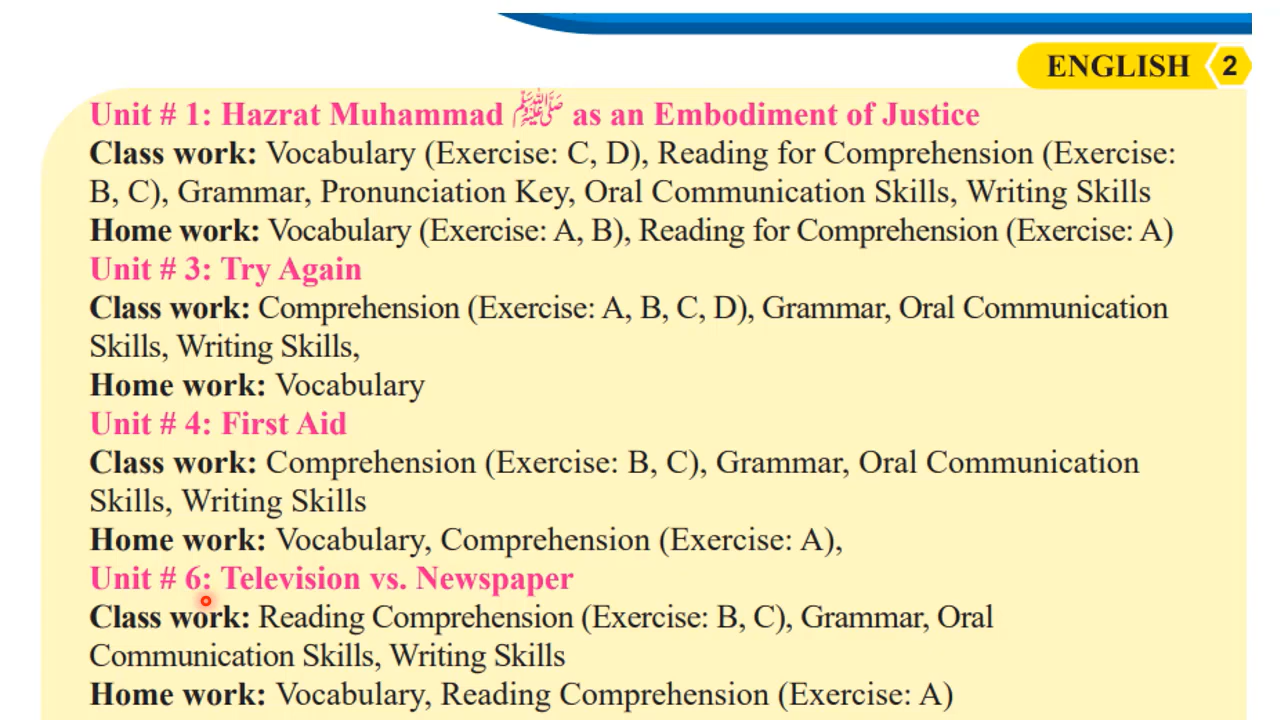 ENGLISH 2
Unit # 1: Hazrat Muhammad ﷺ as an Embodiment of Justice
Class work: Vocabulary (Exercise: C, D), Reading for Comprehension (Exercise:
B, C), Grammar, Pronunciation Key, Oral Communication Skills, Writing Skills
Home work: Vocabulary (Exercise: A, B), Reading for Comprehension (Exercise: A)
Unit # 3: Try Again
Class work: Comprehension (Exercise: A, B, C, D), Grammar, Oral Communication
Skills, Writing Skills,
Home work: Vocabulary
Unit # 4: First Aid
Class work: Comprehension (Exercise: B, C), Grammar, Oral Communication
Skills, Writing Skills
Home work: Vocabulary, Comprehension (Exercise: A),
Unit # 6: Television vs. Newspaper
Class work: Reading Comprehension (Exercise: B, C), Grammar, Oral
Communication Skills, Writing Skills
Home work: Vocabulary, Reading Comprehension (Exercise: A)